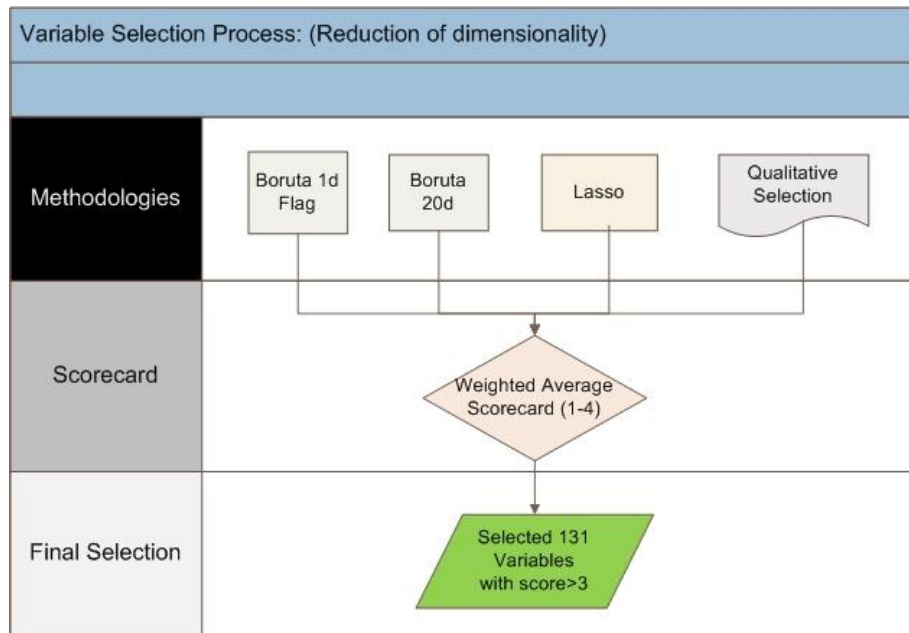 Variable Selection Process: (Reduction of dimensionality)
Methodologies
Boruta 1d
Flag
Boruta
20d
Lasso
Qualitative
Selection
Scorecard
Weighted Average
Scorecard (1-4)
Final Selection
Selected 131
Variables
with score>3